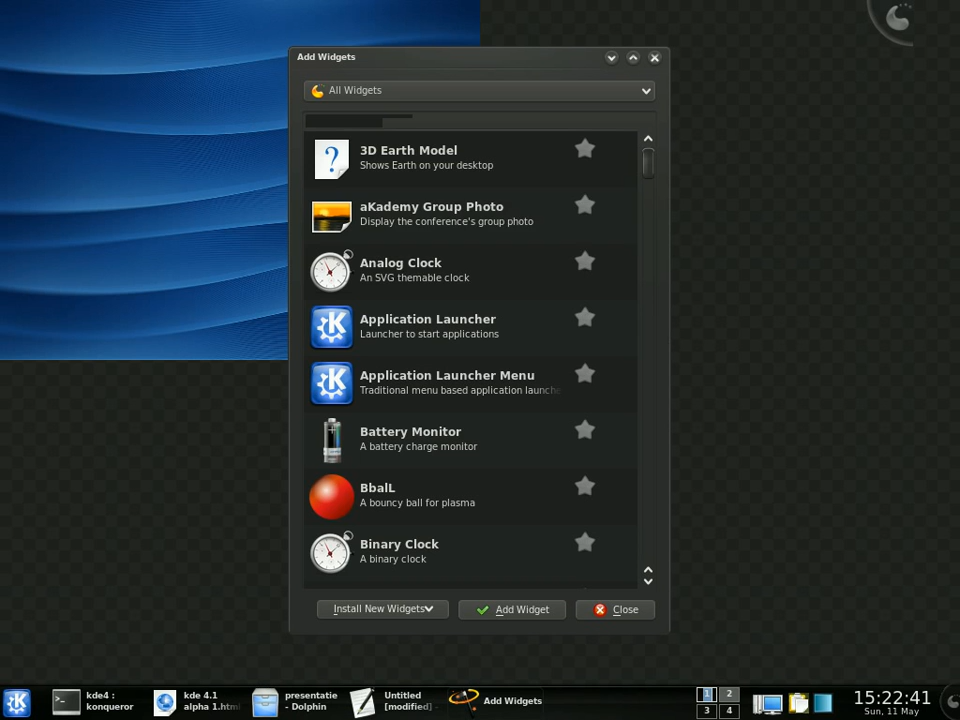 Add Widgets
All Widgets
3D Earth Model
Shows Earth on your desktop
aKademy Group Photo
Display the conference's group photo
Analog Clock
An SVG themable clock
Application Launcher
Launcher to start applications
Application Launcher Menu
Traditional menu based application launche
Battery Monitor
A battery charge monitor
BbalL
A bouncy ball for plasma
Binary Clock
A binary clock
Install New Widgets
Add Widget
Close
kde4 :
konqueror
kde 4.1
alpha 1.html
presentatie
- Dolphin
Untitled
[modified] -
Add Widgets
1 2
3 4
15:22:41
Sun, 11 May